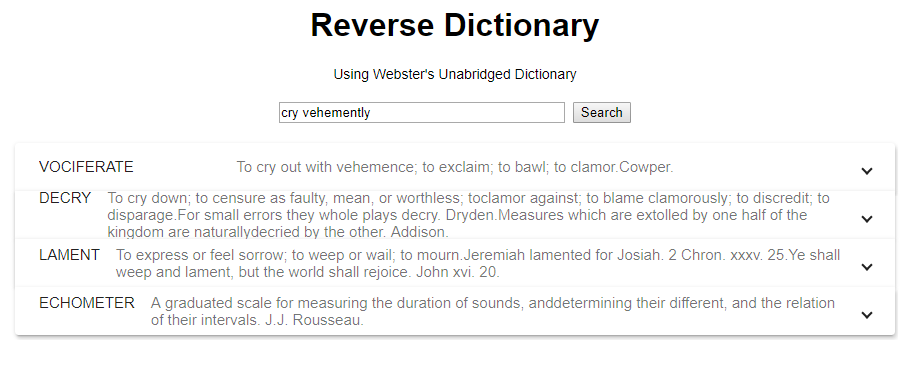 Reverse Dictionary
Using Webster's Unabridged Dictionary
cry vehemently Search
VOCIFERATE To cry out with vehemence; to exclaim; to bawl; to clamor.Cowper.
DECRY To cry down; to censure as faulty, mean, or worthless; toclamor against; to blame clamorously; to discredit; to
disparage.For small errors they whole plays decry. Dryden.Measures which are extolled by one half of the
kingdom are naturallydecried by the other. Addison.
LAMENT To express or feel sorrow; to weep or wail; to mourn.Jeremiah lamented for Josiah. 2 Chron. xxxv. 25.Ye shall
weep and lament, but the world shall rejoice. John xvi. 20.
ECHOMETER A graduated scale for measuring the duration of sounds, anddetermining their different, and the relation
of their intervals. J.J. Rousseau.